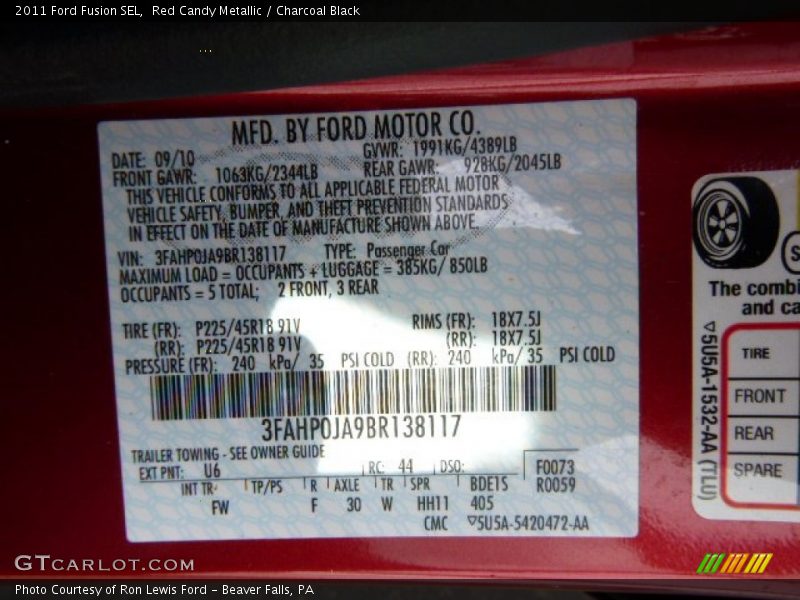 2011 Ford Fusion SEL,  Red Candy Metallic / Charcoal Black
MFD. BY FORD MOTOR CO.
DATE: 09/10 GVWR: 1991KG/4389LB
FRONT GAWR: 1063KG/2344LB REAR GAWR: 928KG/2045LB
THIS VEHICLE CONFORMS TO ALL APPLICABLE FEDERAL MOTOR
VEHICLE SAFETY, BUMPER, AND THEFT PREVENTION STANDARDS
IN EFFECT ON THE DATE OF MANUFACTURE SHOWN ABOVE.
VIN: 3FAHP0JA9BR138117 TYPE: Passenger Car
MAXIMUM LOAD = OCCUPANTS + LUGGAGE = 385KG/ 850LB
OCCUPANTS = 5 TOTAL; 2 FRONT, 3 REAR
TIRE (FR): P225/45R18 91V RIMS (FR): 18X7.5J
(RR): P225/45R18 91V (RR): 18X7.5J
PRESSURE (FR): 240 kPa/ 35 PSI COLD (RR): 240 kPa/ 35 PSI COLD
3FAHP0JA9BR138117
TRAILER TOWING - SEE OWNER GUIDE
EXT PNT: U6 RC: 44 DSO: F0073
R0059
INT TR TP/PS R AXLE TR SPR BDE15
FW F 30 W HH11 405
CMC ▽5U5A-5420472-AA
The combi
and ca
▽5U5A-1532-AA (TLU)
TIRE
FRONT
REAR
SPARE
GTCARLOT.COM
Photo Courtesy of Ron Lewis Ford – Beaver Falls, PA